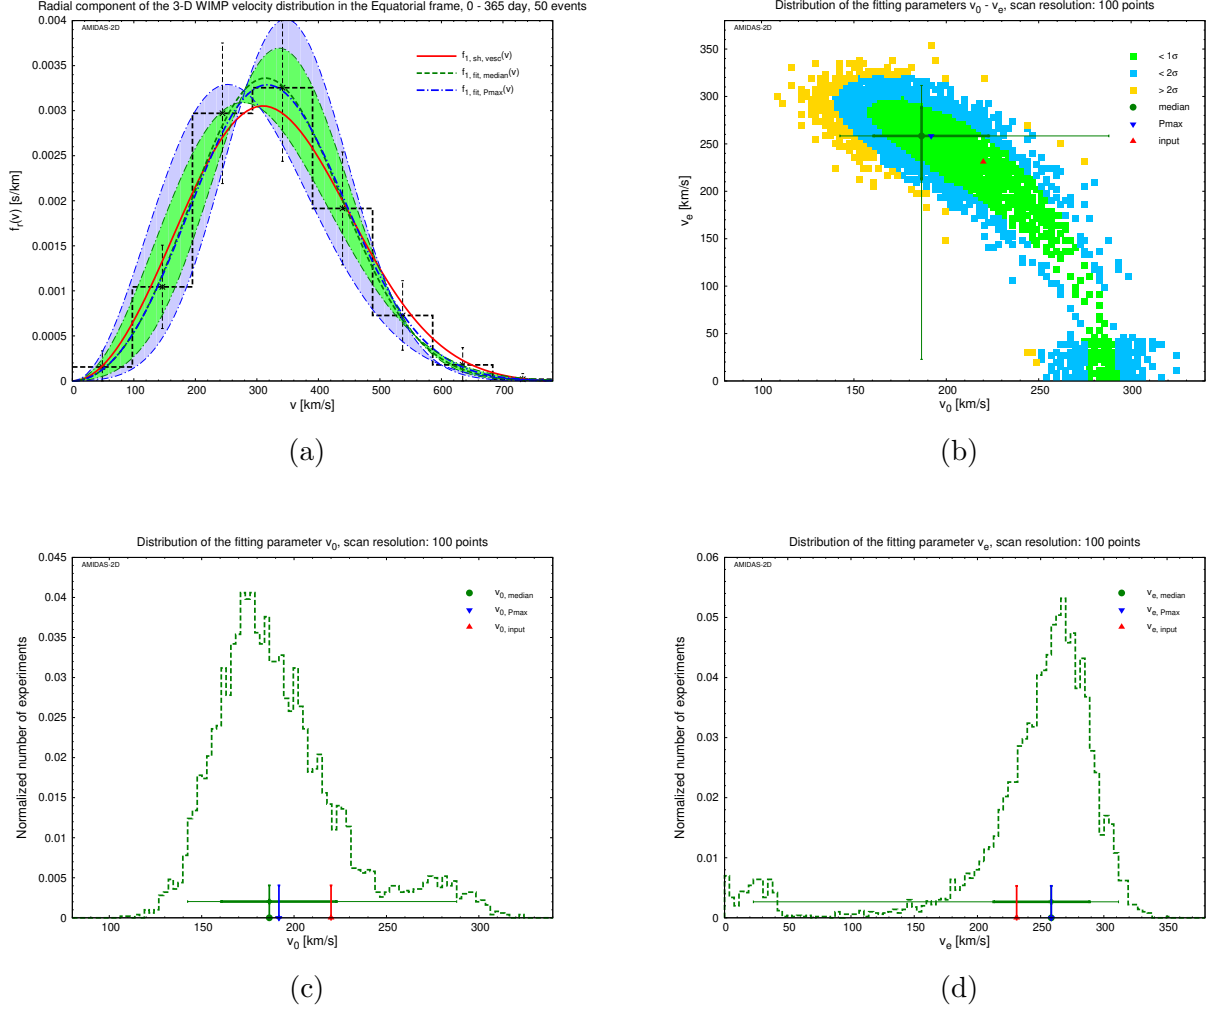 Radial component of the 3-D WIMP velocity distribution in the Equatorial frame, 0 - 365 day, 50 events
AMIDAS-2D
f1, sh, vesc(v)
f1, fit, median(v)
f1, fit, Pmax(v)
fr(v) [s/km]
0.004
0.0035
0.003
0.0025
0.002
0.0015
0.001
0.0005
0
0 100 200 300 400 500 600 700
v [km/s]
(a)
Distribution of the fitting parameters v0 - ve, scan resolution: 100 points
AMIDAS-2D
< 1σ
< 2σ
> 2σ
median
Pmax
input
ve [km/s]
350
300
250
200
150
100
50
0
100 150 200 250 300
v0 [km/s]
(b)
Distribution of the fitting parameter v0, scan resolution: 100 points
AMIDAS-2D
v0, median
v0, Pmax
v0, input
Normalized number of experiments
0.045
0.04
0.035
0.03
0.025
0.02
0.015
0.01
0.005
0
100 150 200 250 300
v0 [km/s]
(c)
Distribution of the fitting parameter ve, scan resolution: 100 points
AMIDAS-2D
ve, median
ve, Pmax
ve, input
Normalized number of experiments
0.06
0.05
0.04
0.03
0.02
0.01
0
0 50 100 150 200 250 300 350
ve [km/s]
(d)